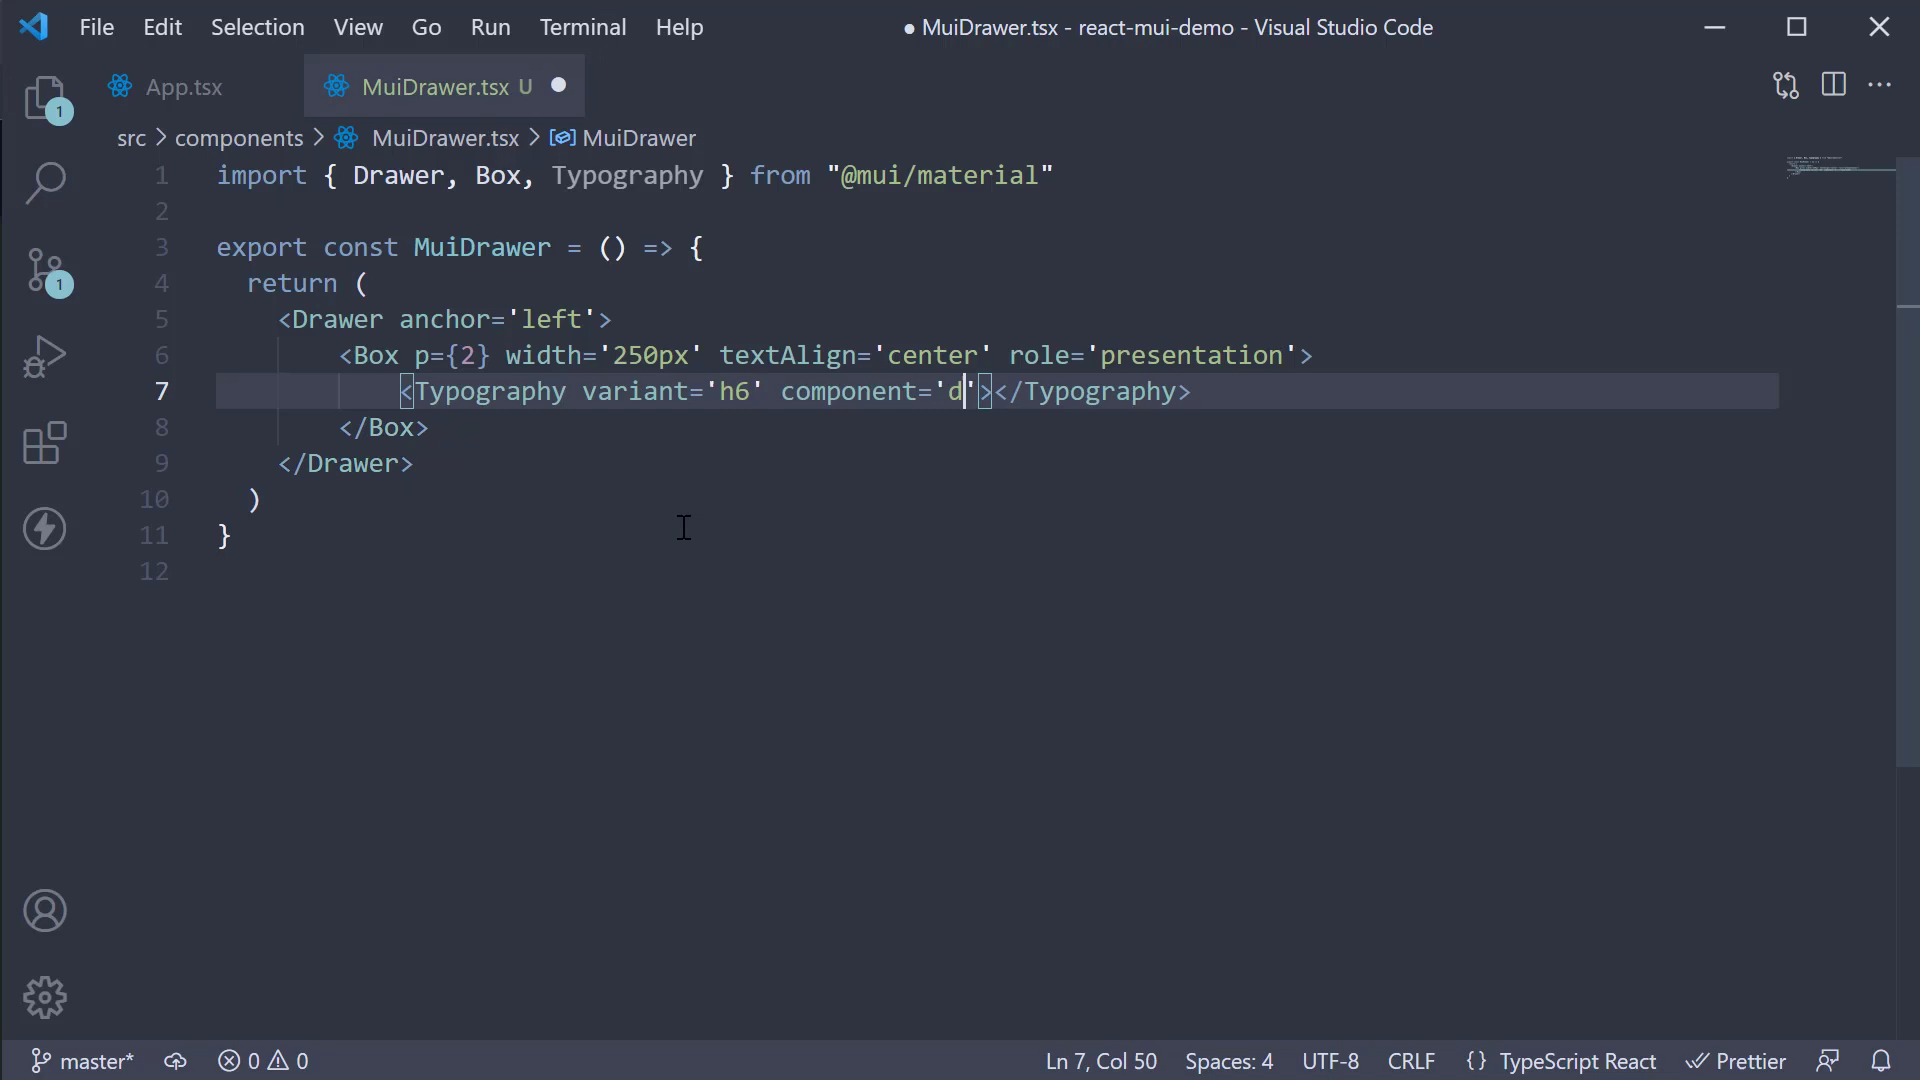 File Edit Selection View Go Run Terminal Help ● MuiDrawer.tsx - react-mui-demo - Visual Studio Code
App.tsx MuiDrawer.tsx U
src > components > MuiDrawer.tsx > MuiDrawer
1 import { Drawer, Box, Typography } from "@mui/material"
2
3 export const MuiDrawer = () => {
4 return (
5 <Drawer anchor='left'>
6 <Box p={2} width='250px' textAlign='center' role='presentation'>
7 <Typography variant='h6' component='d'></Typography>
8 </Box>
9 </Drawer>
10 )
11 }
12
1
1
master* 0 0 Ln 7, Col 50 Spaces: 4 UTF-8 CRLF {} TypeScript React Prettier